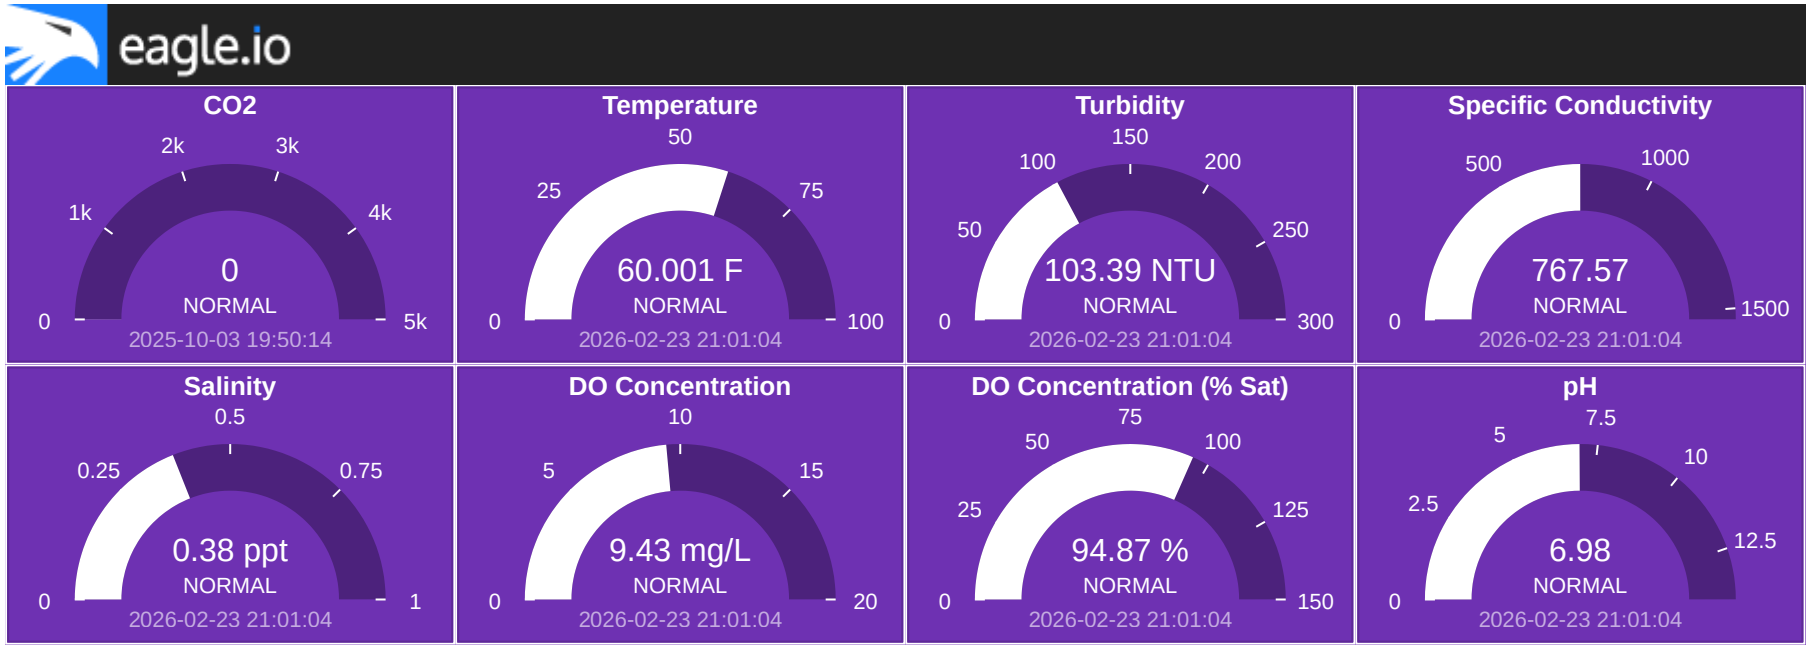 eagle.io
CO2
0
1k
2k
3k
4k
5k
0
NORMAL
2025-10-03 19:50:14
Temperature
0
25
50
75
100
60.001 F
NORMAL
2026-02-23 21:01:04
Turbidity
0
50
100
150
200
250
300
103.39 NTU
NORMAL
2026-02-23 21:01:04
Specific Conductivity
0
500
1000
1500
767.57
NORMAL
2026-02-23 21:01:04
Salinity
0
0.25
0.5
0.75
1
0.38 ppt
NORMAL
2026-02-23 21:01:04
DO Concentration
0
5
10
15
20
9.43 mg/L
NORMAL
2026-02-23 21:01:04
DO Concentration (% Sat)
0
25
50
75
100
125
150
94.87 %
NORMAL
2026-02-23 21:01:04
pH
0
2.5
5
7.5
10
12.5
6.98
NORMAL
2026-02-23 21:01:04